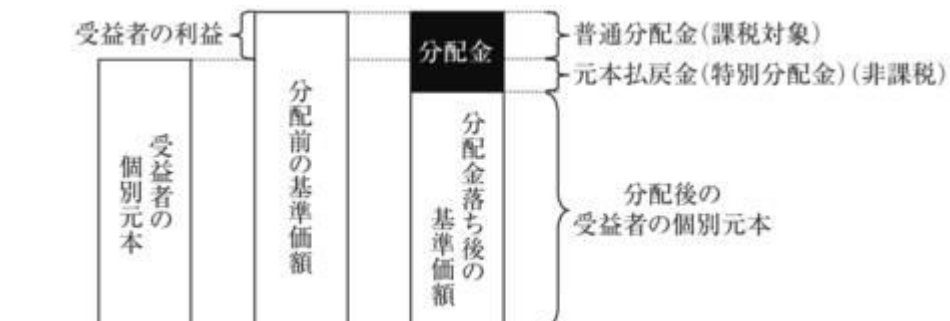 受益者の利益
分配金
普通分配金(課税対象)
元本払戻金(特別分配金)(非課税)
受益者の
個別元本
分配前の基準価額
分配金落ち後の
基準価額
分配後の
受益者の個別元本